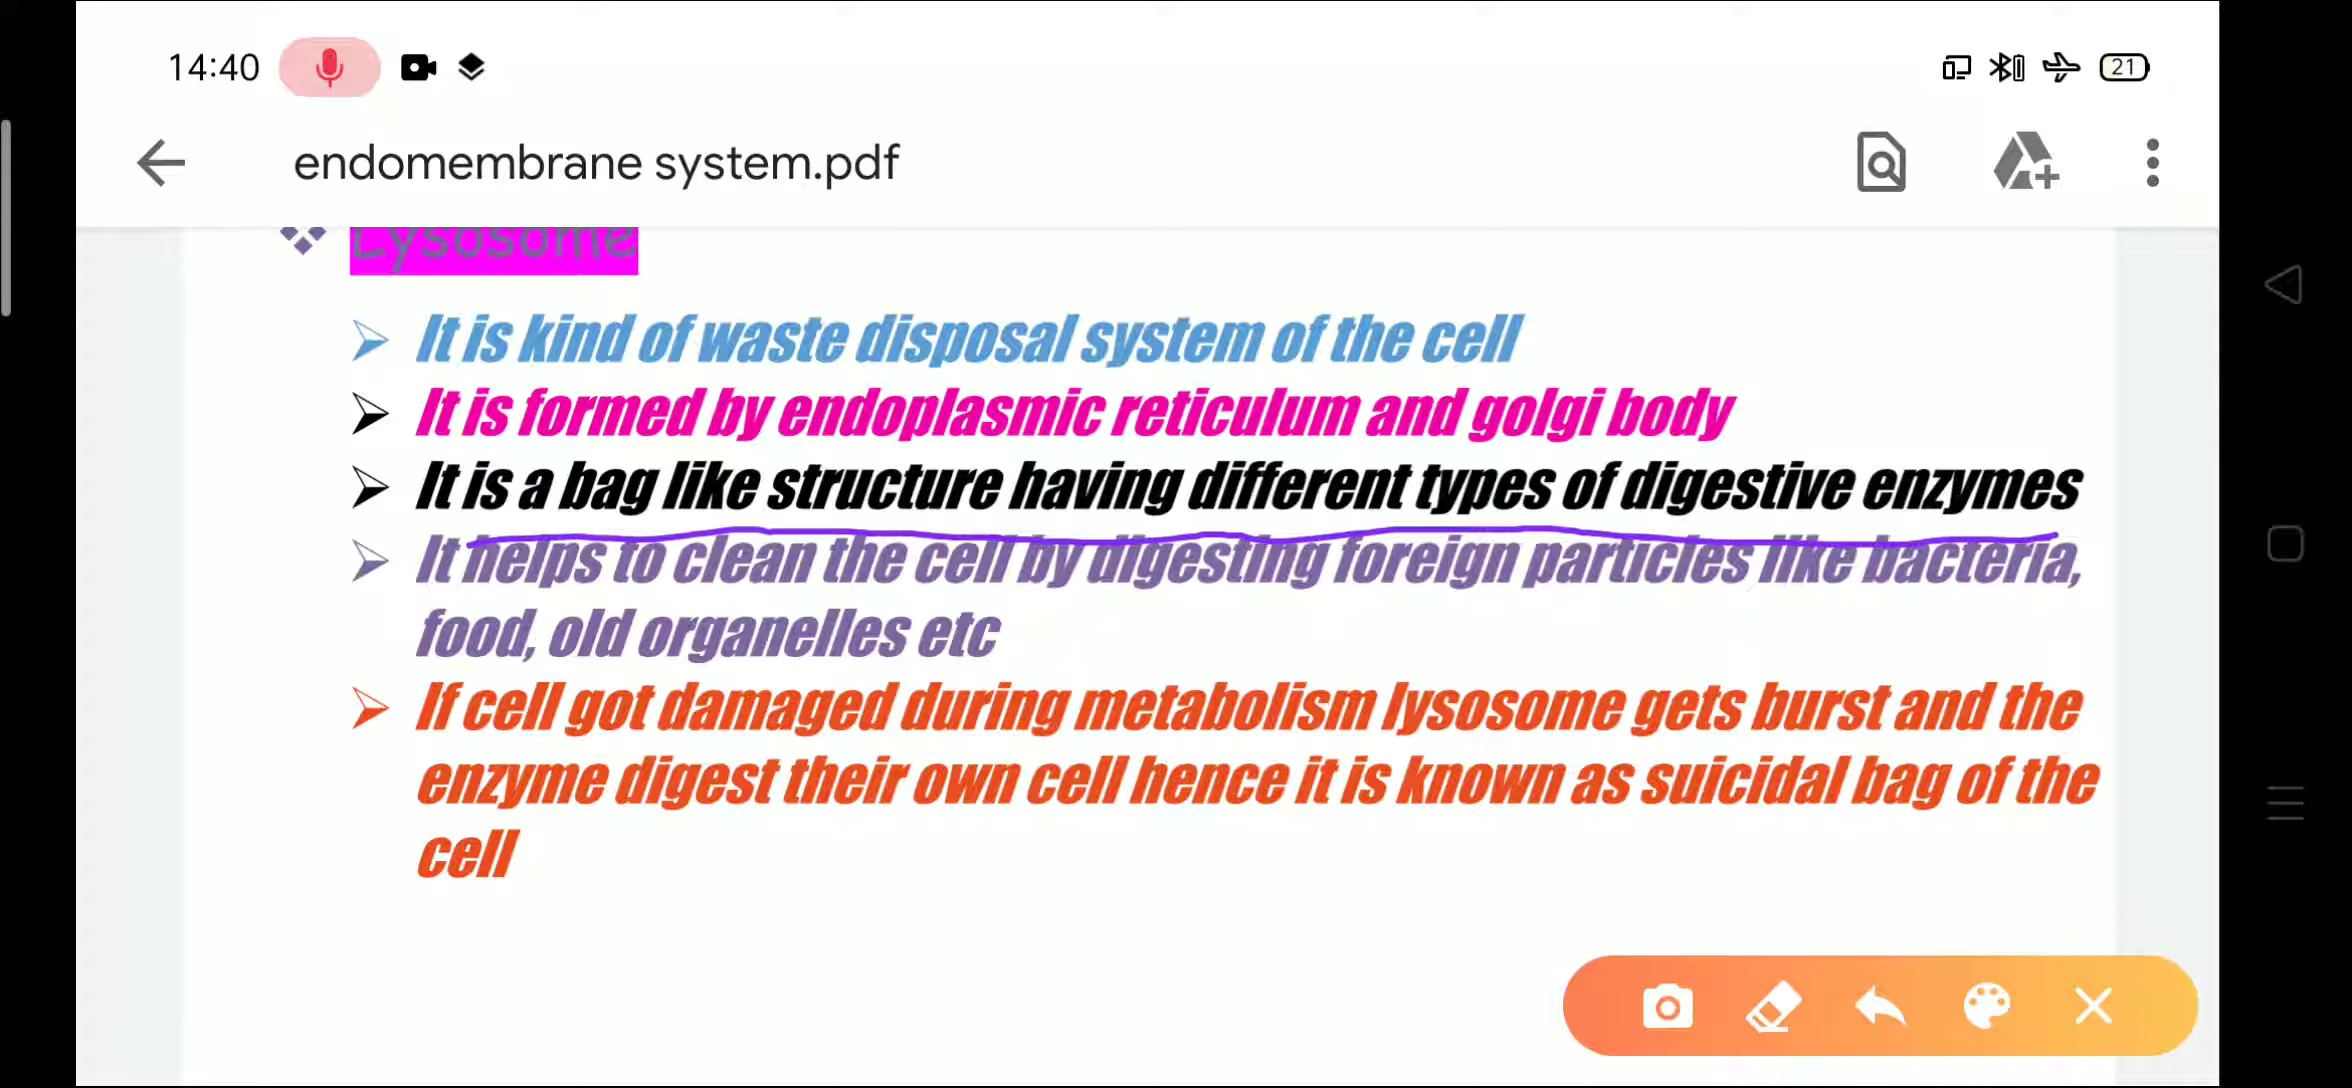 14:40
21
endomembrane system.pdf
Lysosome
It is kind of waste disposal system of the cell
It is formed by endoplasmic reticulum and golgi body
It is a bag like structure having different types of digestive enzymes
It helps to clean the cell by digesting foreign particles like bacteria,
food, old organelles etc
If cell got damaged during metabolism lysosome gets burst and the
enzyme digest their own cell hence it is known as suicidal bag of the
cell